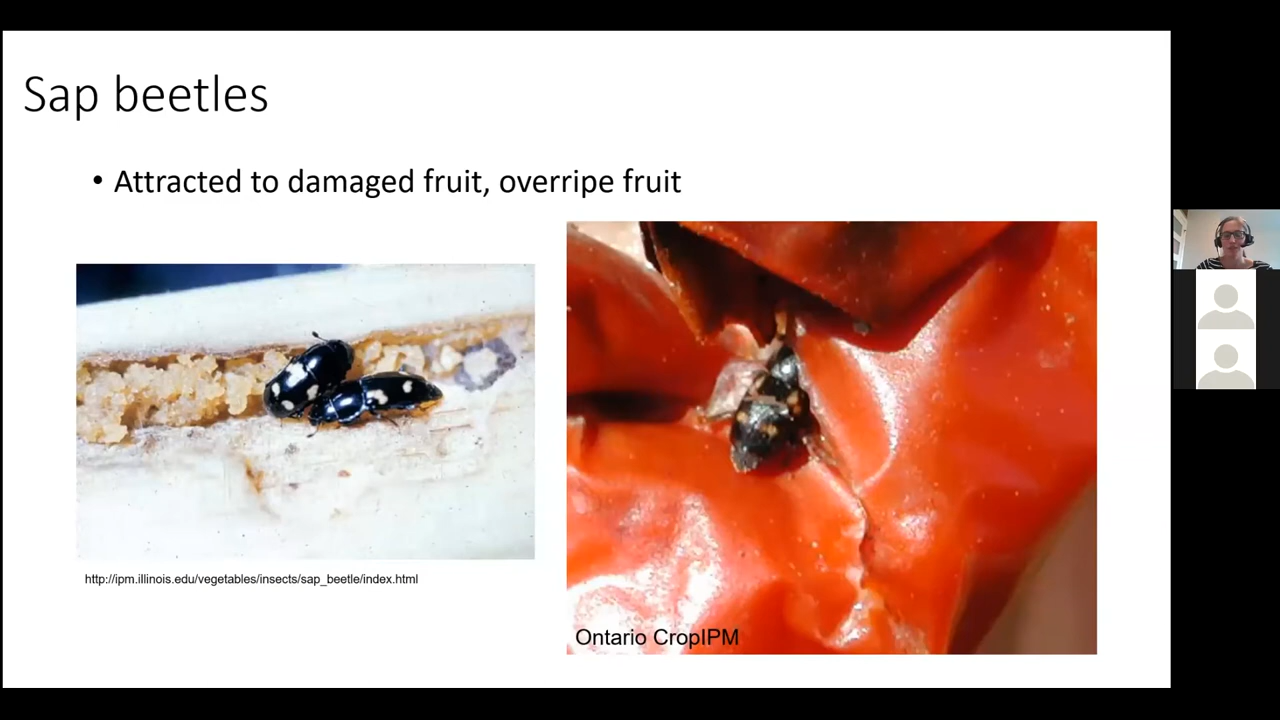 Sap beetles
• Attracted to damaged fruit, overripe fruit
http://ipm.illinois.edu/vegetables/insects/sap_beetle/index.html
Ontario CropIPM